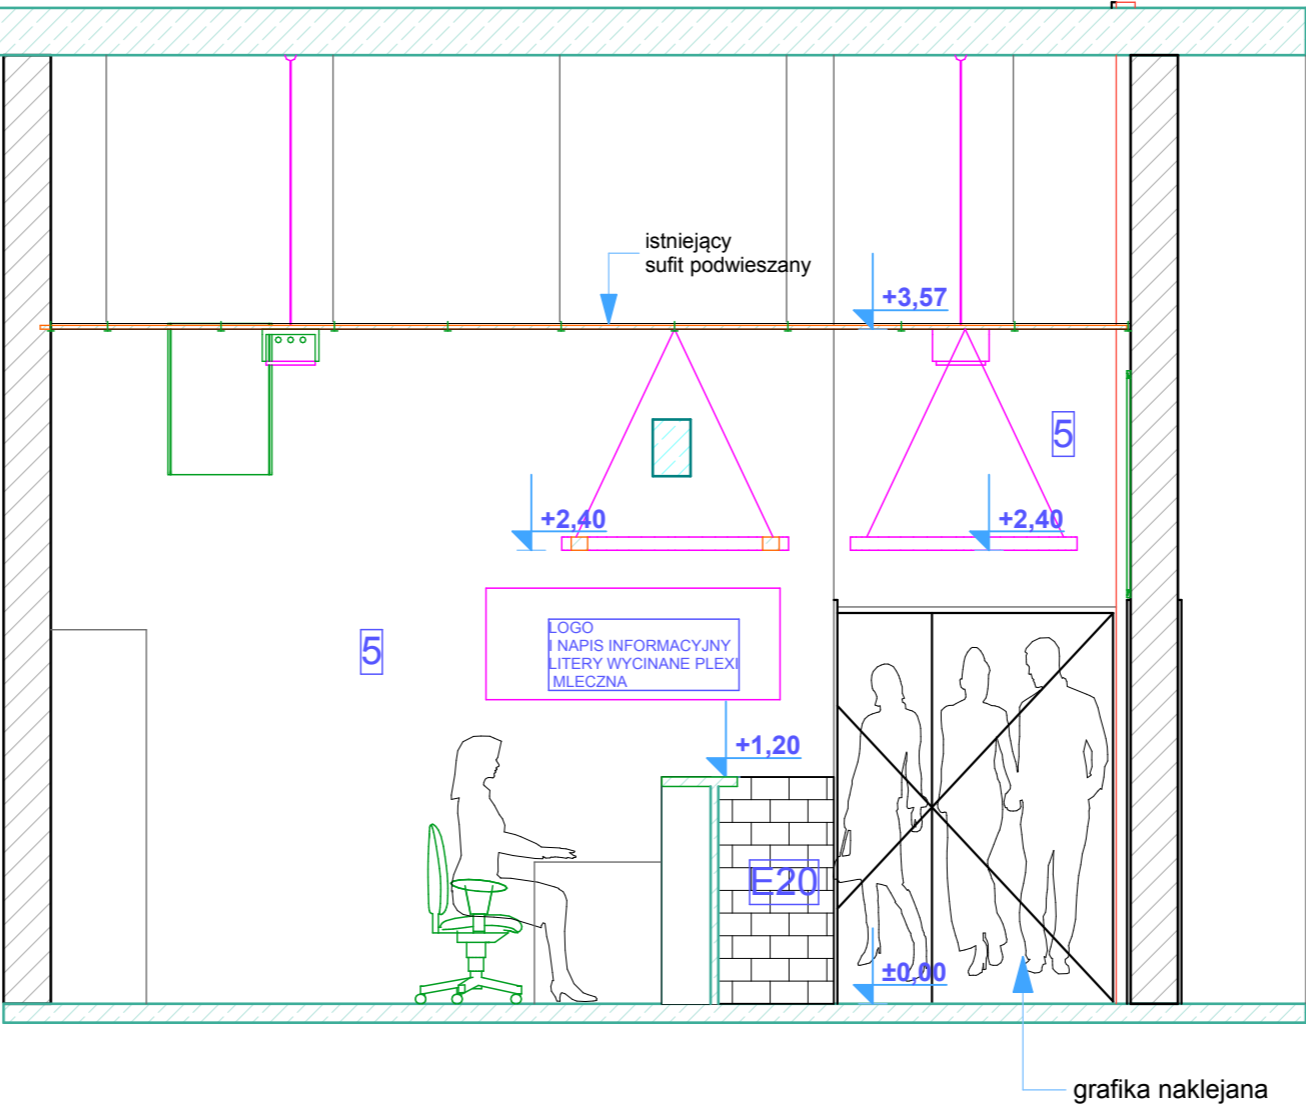 istniejący
sufit podwieszany
+3,57
5
+2,40
+2,40
LOGO
I NAPIS INFORMACYJNY
LITERY WYCINANE PLEXI
MLECZNA
5
+1,20
E20
±0,00
grafika naklejana